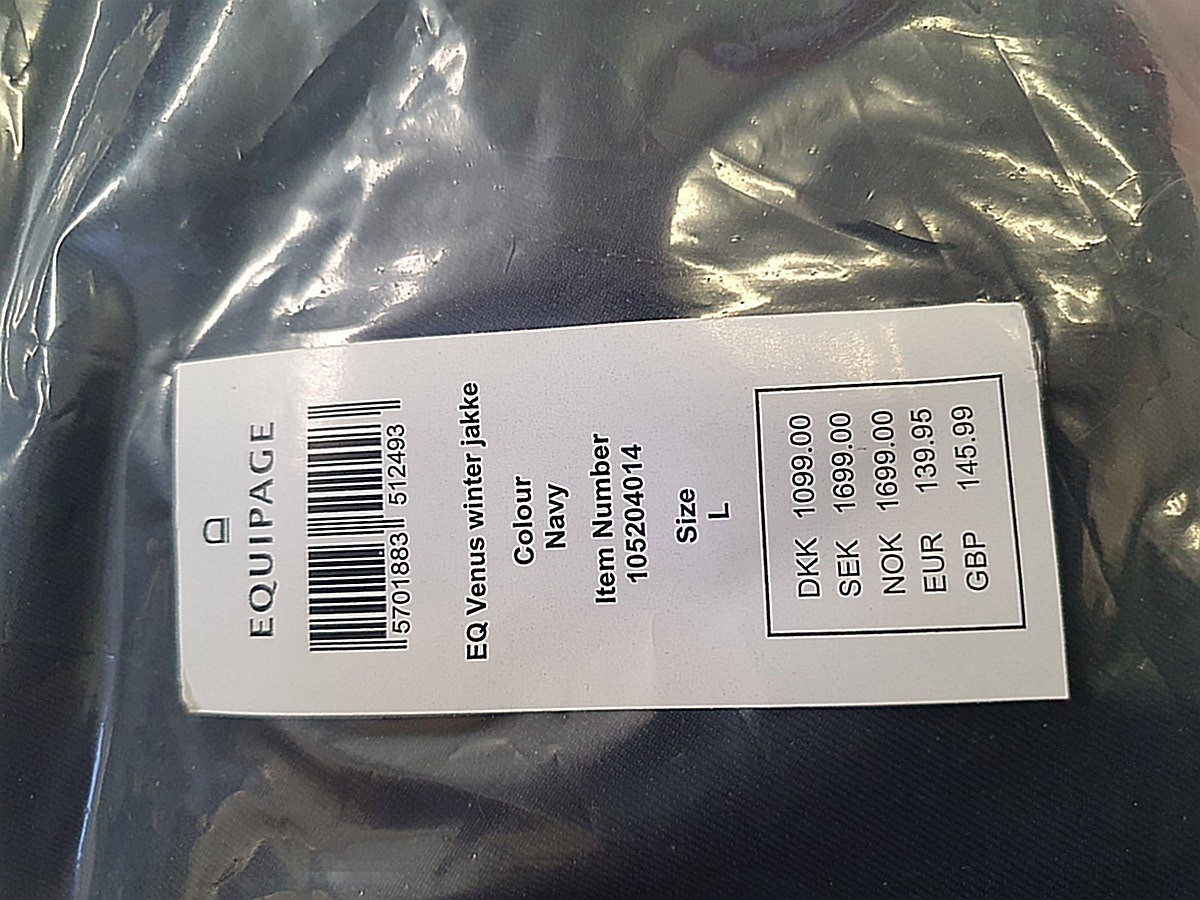 EQUIPAGE
5701883 512493
EQ Venus winter jakke
Colour
Navy
Item Number
105204014
Size
L
DKK 1099.00
SEK 1699.00
NOK 1699.00
EUR 139.95
GBP 145.99